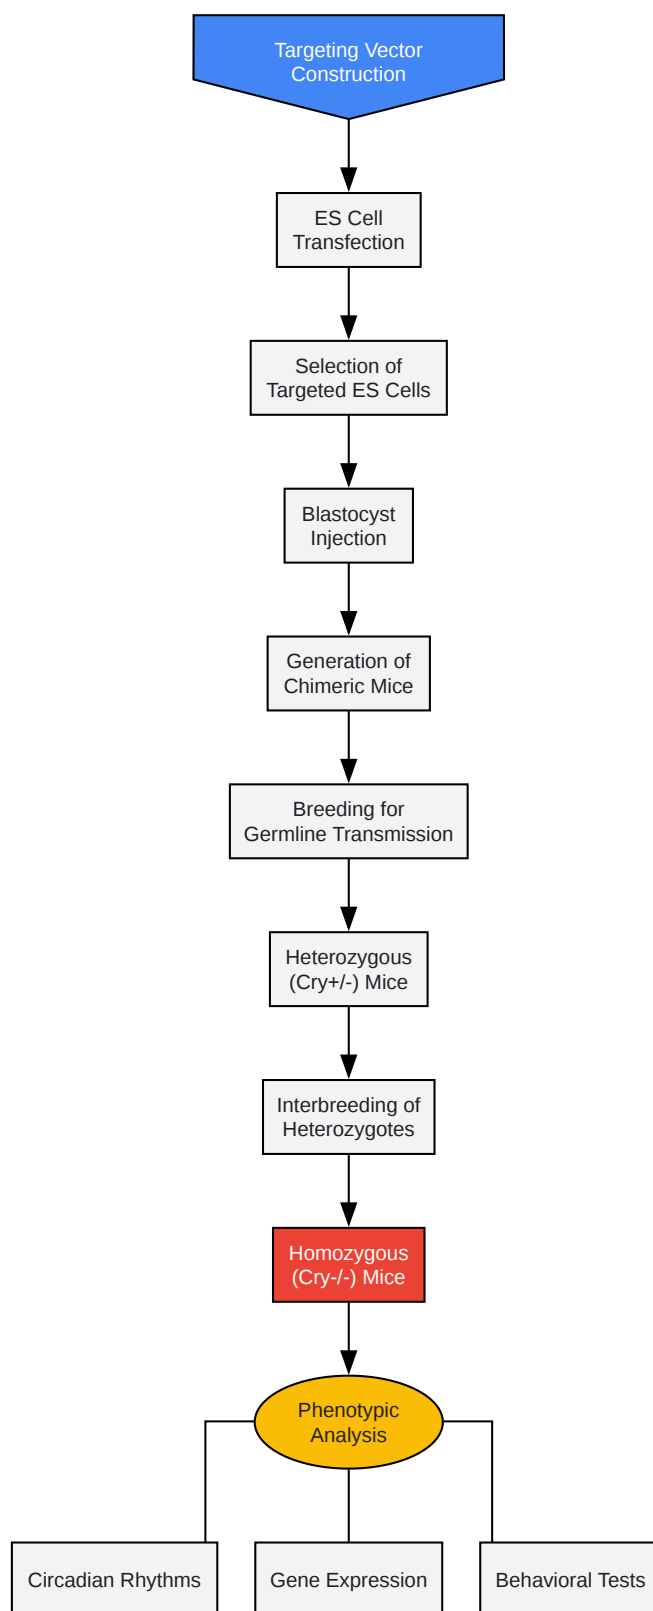 Targeting Vector
Construction
ES Cell
Transfection
Selection of
Targeted ES Cells
Blastocyst
Injection
Generation of
Chimeric Mice
Breeding for
Germline Transmission
Heterozygous
(Cry+/-) Mice
Interbreeding of
Heterozygotes
Homozygous
(Cry-/-) Mice
Phenotypic
Analysis
Circadian Rhythms
Gene Expression
Behavioral Tests